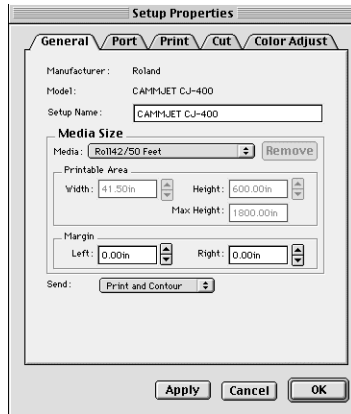 Setup Properties
General Port Print Cut Color Adjust
Manufacturer: Roland
Model: CAMMJET CJ-400
Setup Name: CAMMJET CJ-400
Media Size
Media: Roll42/50 Feet Remove
Printable Area
Width: 41.50in Height: 600.00in
Max Height: 1800.00in
Margin
Left: 0.00in Right: 0.00in
Send: Print and Contour
Apply Cancel OK